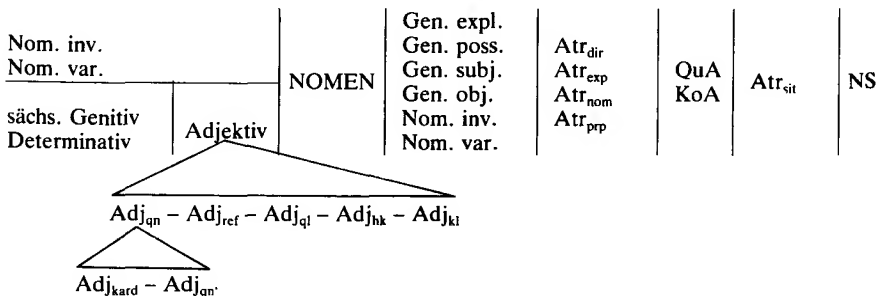 Nom. inv.
Nom. var.
sächs. Genitiv
Determinativ
Adjektiv
NOMEN
Gen. expl.
Gen. poss.
Gen. subj.
Gen. obj.
Nom. inv.
Nom. var.
Atr_dir
Atr_exp
Atr_nom
Atr_prp
QuA
KoA
Atr_sit
NS
Adj_qn – Adj_ref – Adj_ql – Adj_hk – Adj_kl
Adj_kard – Adj_qn.